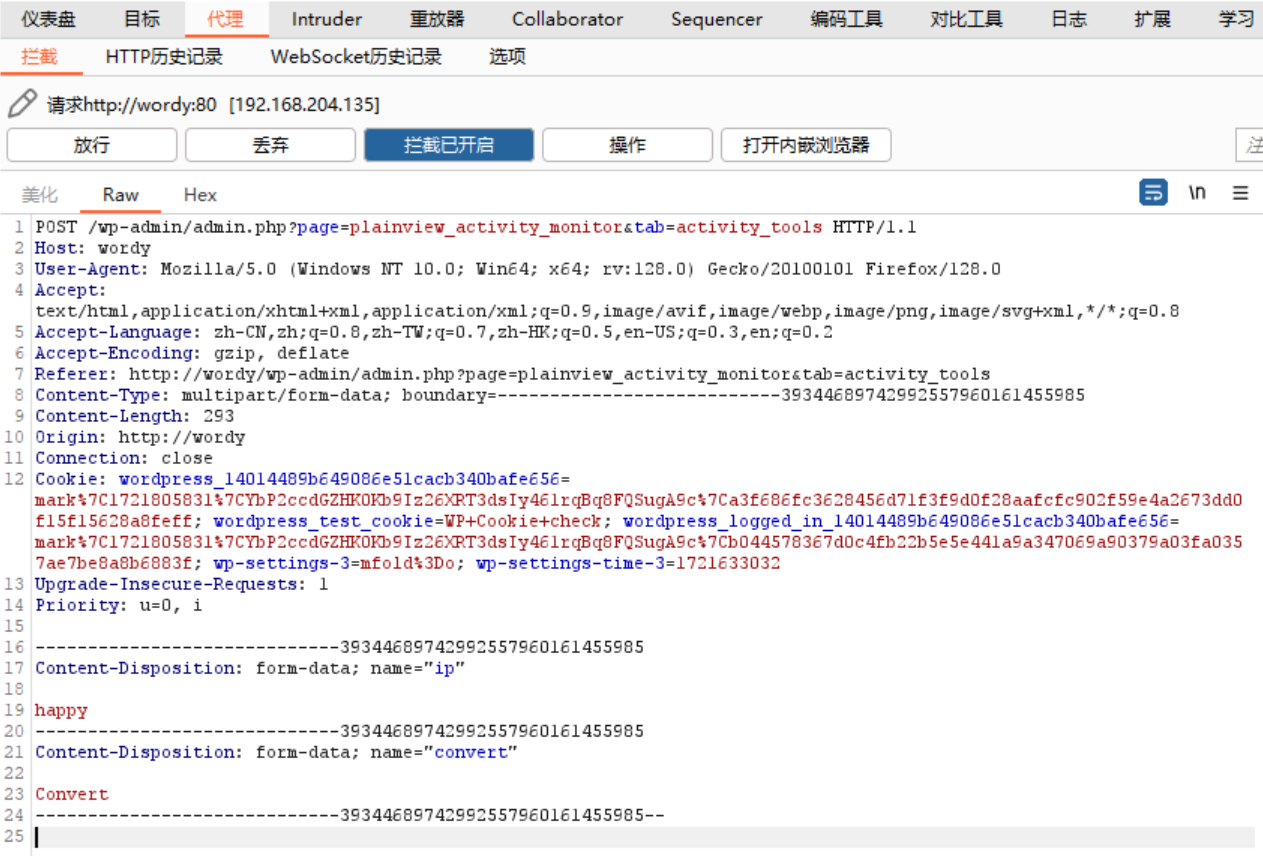 仪表盘 目标 代理 Intruder 重放器 Collaborator Sequencer 编码工具 对比工具 日志 扩展 学习
拦截 HTTP历史记录 WebSocket历史记录 选项
请求http://wordy:80 [192.168.204.135]
放行 丢弃 拦截已开启 操作 打开内嵌浏览器 注
美化 Raw Hex \n
1 POST /wp-admin/admin.php?page=plainview_activity_monitor&tab=activity_tools HTTP/1.1
2 Host: wordy
3 User-Agent: Mozilla/5.0 (Windows NT 10.0; Win64; x64; rv:128.0) Gecko/20100101 Firefox/128.0
4 Accept:
text/html,application/xhtml+xml,application/xml;q=0.9,image/avif,image/webp,image/png,image/svg+xml,*/*;q=0.8
5 Accept-Language: zh-CN,zh;q=0.8,zh-TW;q=0.7,zh-HK;q=0.5,en-US;q=0.3,en;q=0.2
6 Accept-Encoding: gzip, deflate
7 Referer: http://wordy/wp-admin/admin.php?page=plainview_activity_monitor&tab=activity_tools
8 Content-Type: multipart/form-data; boundary=---------------------------393446897429925579601614559​85
9 Content-Length: 293
10 Origin: http://wordy
11 Connection: close
12 Cookie: wordpress_14014489b649086e51cacb340bafe656=
mark%7C1721805831%7CYbP2ccdGZHKOKb9Iz26XRT3dsIy461rqBq8FQSugA9c%7Ca3f686fc3628456d71f3f9d0f28aafcfc902f59e4a2673dd0
f15f15628a8feff; wordpress_test_cookie=WP+Cookie+check; wordpress_logged_in_14014489b649086e51cacb340bafe656=
mark%7C1721805831%7CYbP2ccdGZHKOKb9Iz26XRT3dsIy461rqBq8FQSugA9c%7Cb044578367d0c4fb22b5e5e441a9a347069a90379a03fa035
7ae7be8a8b6883f; wp-settings-3=mfold%3Do; wp-settings-time-3=1721633032
13 Upgrade-Insecure-Requests: 1
14 Priority: u=0, i
15
16 -----------------------------39344689742992557960161455985
17 Content-Disposition: form-data; name="ip"
18
19 happy
20 -----------------------------39344689742992557960161455985
21 Content-Disposition: form-data; name="convert"
22
23 Convert
24 -----------------------------39344689742992557960161455985--
25